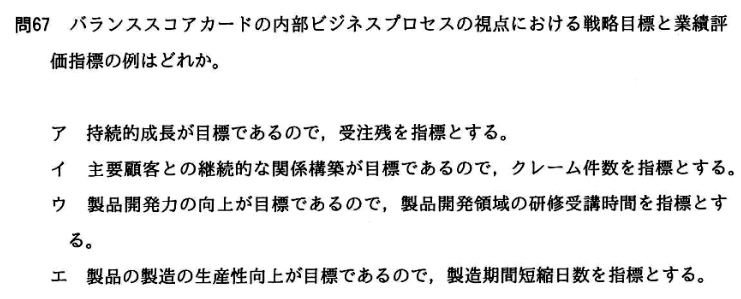 問67 バランススコアカードの内部ビジネスプロセスの視点における戦略目標と業績評
価指標の例はどれか。
ア 持続的成長が目標であるので，受注残を指標とする。
イ 主要顧客との継続的な関係構築が目標であるので，クレーム件数を指標とする。
ウ 製品開発力の向上が目標であるので，製品開発領域の研修受講時間を指標とす
る。
エ 製品の製造の生産性向上が目標であるので，製造期間短縮日数を指標とする。